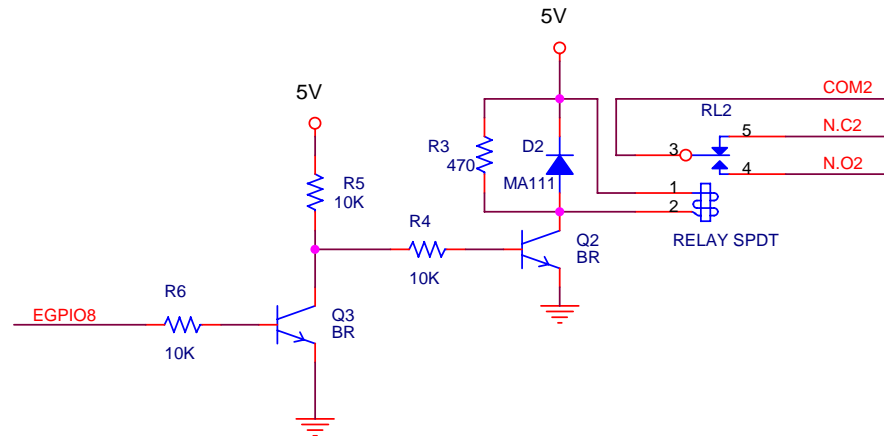 5V
COM2
5V
RL2
5
N.C2
R3
470
D2
3
4
N.O2
MA111
R5
10K
1
2
R4
RELAY SPDT
Q2
BR
10K
R6
EGPIO8
Q3
BR
10K